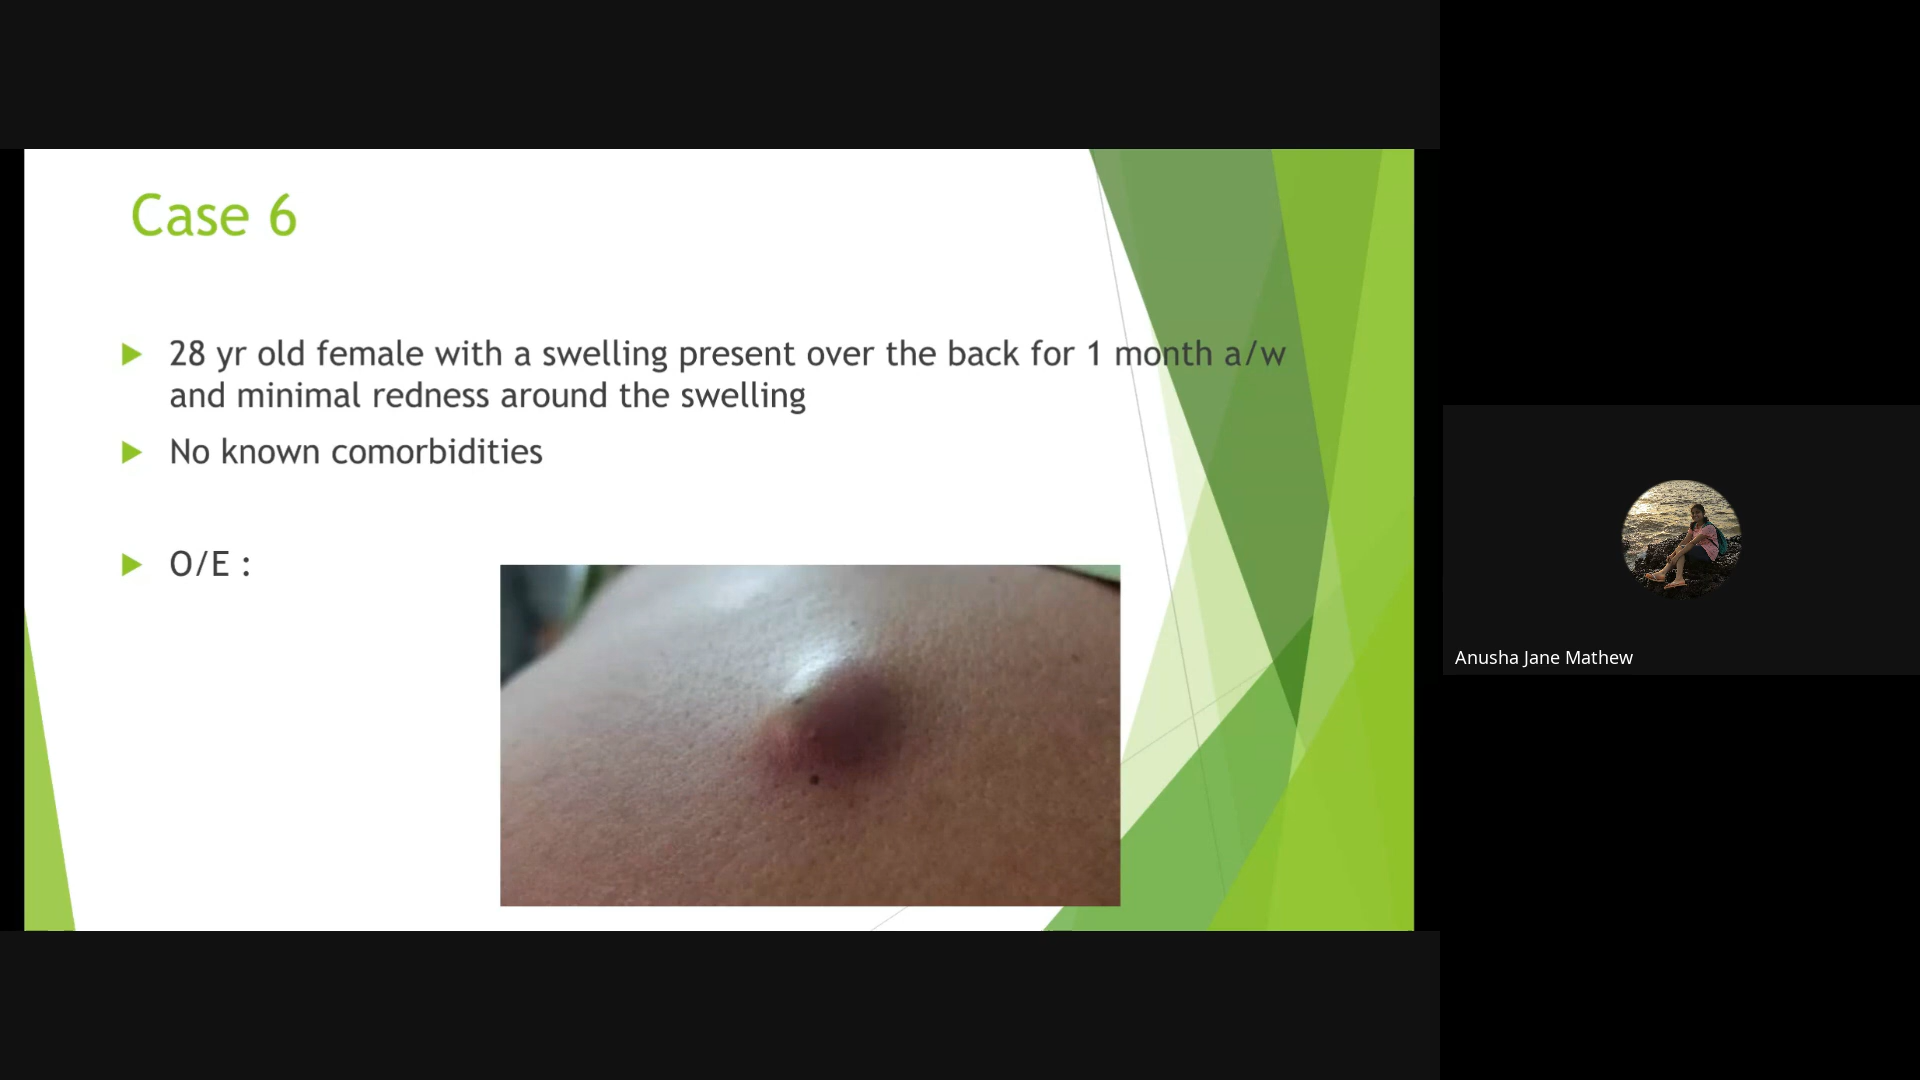 Case 6
28 yr old female with a swelling present over the back for 1 month a/w
and minimal redness around the swelling
No known comorbidities
O/E :
Anusha Jane Mathew